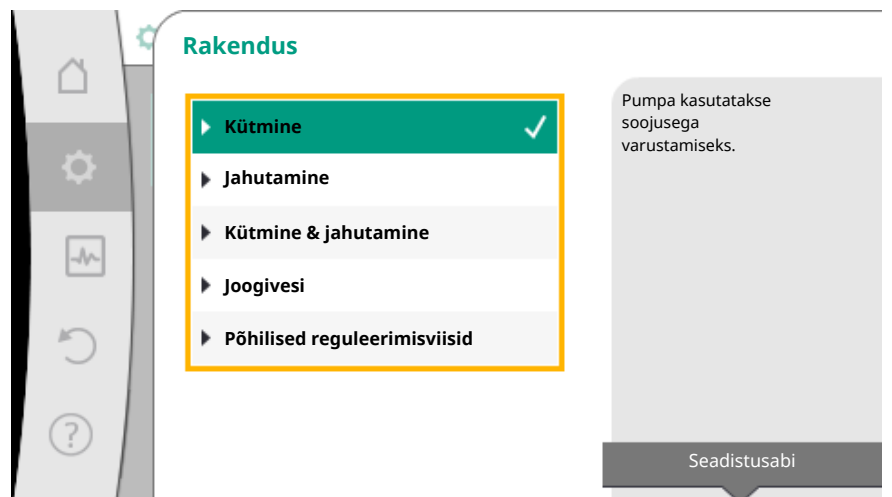 Rakendus
Kütmine
Jahutamine
Kütmine & jahutamine
Joogivesi
Põhilised reguleerimisviisid
Pumpa kasutatakse
soojusega
varustamiseks.
Seadistusabi
?